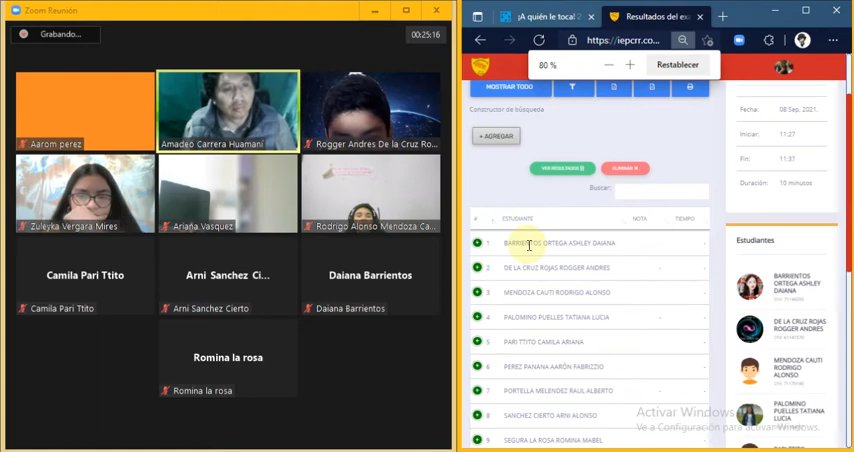 Zoom Reunión
Grabando...
00:25:16
Aarom perez
Amadeo Carrera Huamani
Rogger Andres De la Cruz Ro...
Zuleyka Vergara Mires
Ariana Vasquez
Rodrigo Alonso Mendoza Ca...
Camila Pari Ttito
Arni Sanchez Ci...
Daiana Barrientos
Camila Pari Ttito
Arni Sanchez Cierto
Daiana Barrientos
Romina la rosa
Romina la rosa
¡A quién le toca! 2
Resultados del exa
https://iepcrr.co...
80 %
Restablecer
MOSTRAR TODO
Constructor de búsqueda
+ AGREGAR
VER RESULTADOS
ELIMINAR
Buscar:
# ESTUDIANTE NOTA TIEMPO
1 BARRIENTOS ORTEGA ASHLEY DAIANA -
2 DE LA CRUZ ROJAS ROGGER ANDRES -
3 MENDOZA CAUTI RODRIGO ALONSO -
4 PALOMINO PUELLES TATIANA LUCIA - -
5 PARI TTITO CAMILA ARIANA -
6 PEREZ PANANA AARÓN FABRIZZIO -
7 PORTELLA MELENDEZ RAUL ALBERTO - -
8 SANCHEZ CIERTO ARNI ALONSO -
9 SEGURA LA ROSA ROMINA MABEL
Fecha: 08 Sep, 2021.
Iniciar: 11:27
Fin: 11:37
Duración: 10 minutos
Estudiantes
BARRIENTOS
ORTEGA ASHLEY
DAIANA
DE LA CRUZ ROJAS
ROGGER ANDRES
MENDOZA CAUTI
RODRIGO
ALONSO
PALOMINO
PUELLES TATIANA
LUCIA
Activar Windows
Ve a Configuración para activar Windows.